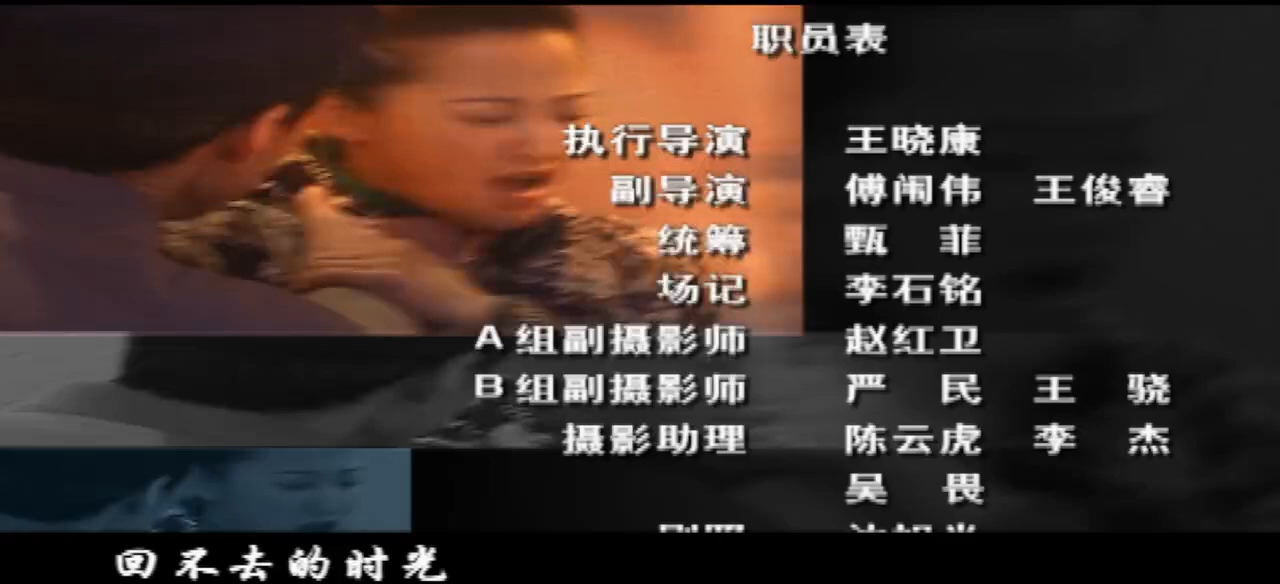 职员表
执行导演 王晓康
副导演 傅闹伟 王俊睿
统筹 甄 菲
场记 李石铭
A组副摄影师 赵红卫
B组副摄影师 严 民 王 骁
摄影助理 陈云虎 李 杰
吴 畏
回不去的时光